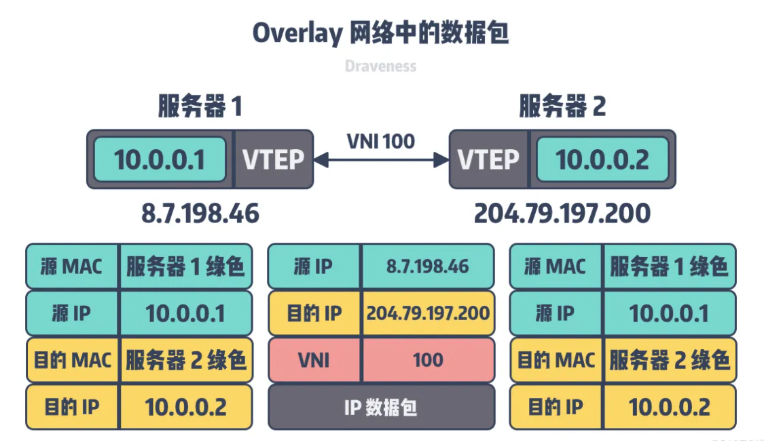 Overlay 网络中的数据包
Draveness
服务器 1
服务器 2
10.0.0.1
VTEP
VNI 100
VTEP
10.0.0.2
8.7.198.46
204.79.197.200
源 MAC
服务器 1 绿色
源 IP
10.0.0.1
目的 MAC
服务器 2 绿色
目的 IP
10.0.0.2
源 IP
8.7.198.46
目的 IP
204.79.197.200
VNI
100
IP 数据包
源 MAC
服务器 1 绿色
源 IP
10.0.0.1
目的 MAC
服务器 2 绿色
目的 IP
10.0.0.2